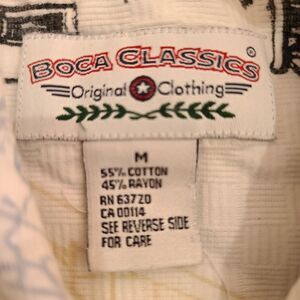 BOCA CLASSICS ®
Original Clothing
M
55% COTTON
45% RAYON
RN 63720
CA 00114
SEE REVERSE SIDE
FOR CARE